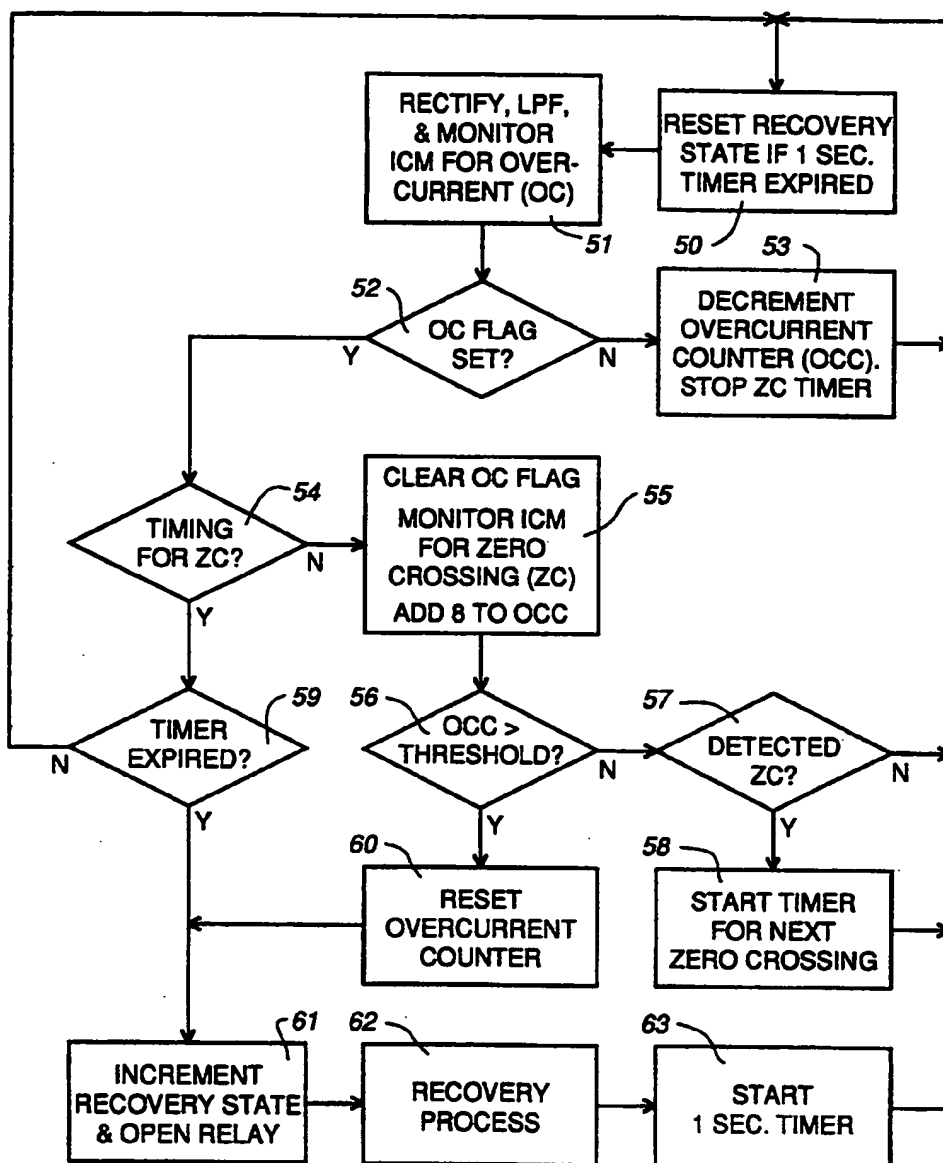 RECTIFY, LPF,
& MONITOR
ICM FOR OVER-
CURRENT (OC)
51
RESET RECOVERY
STATE IF 1 SEC.
TIMER EXPIRED
50
52
OC FLAG
SET?
Y
N
53
DECREMENT
OVERCURRENT
COUNTER (OCC).
STOP ZC TIMER
54
TIMING
FOR ZC?
N
Y
CLEAR OC FLAG
MONITOR ICM
FOR ZERO
CROSSING (ZC)
ADD 8 TO OCC
55
59
TIMER
EXPIRED?
N
Y
56
OCC >
THRESHOLD?
N
Y
57
DETECTED
ZC?
N
Y
60
RESET
OVERCURRENT
COUNTER
58
START TIMER
FOR NEXT
ZERO CROSSING
61
INCREMENT
RECOVERY STATE
& OPEN RELAY
62
RECOVERY
PROCESS
63
START
1 SEC. TIMER